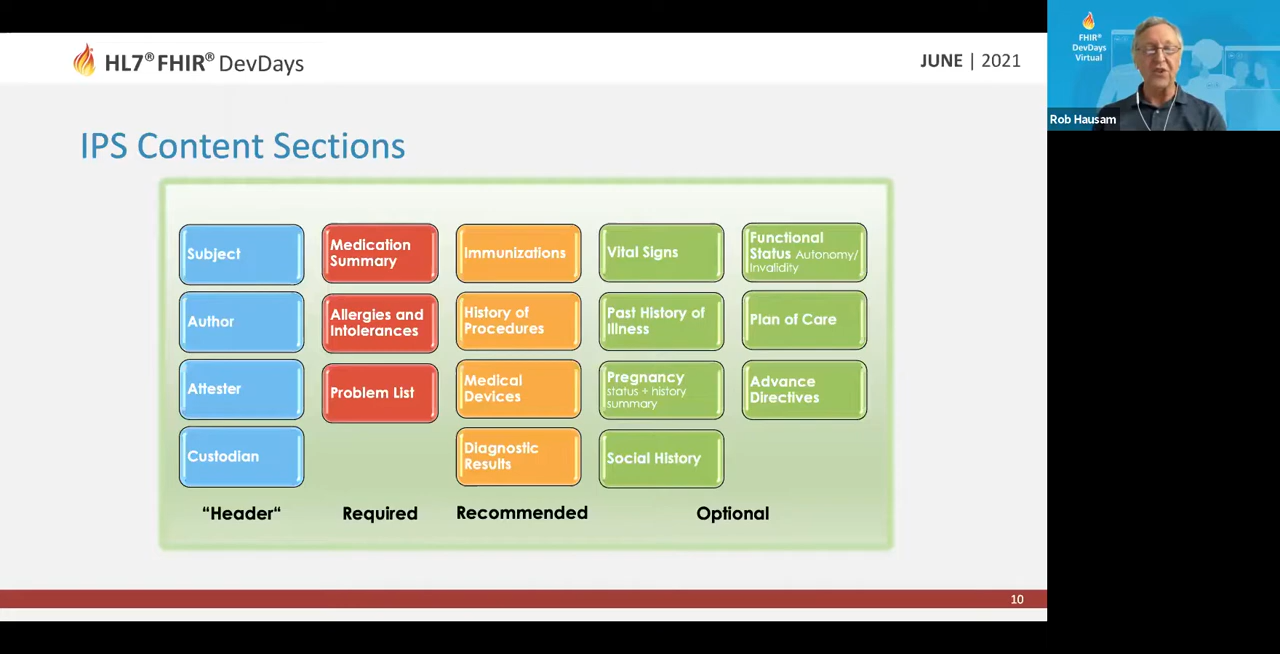 HL7® FHIR® DevDays
JUNE | 2021
FHIR®
DevDays
Virtual
Rob Hausam
IPS Content Sections
Subject
Author
Attester
Custodian
"Header"
Medication
Summary
Allergies and
Intolerances
Problem List
Required
Immunizations
History of
Procedures
Medical
Devices
Diagnostic
Results
Recommended
Vital Signs
Past History of
Illness
Pregnancy
status + history
summary
Social History
Functional
Status Autonomy/
Invalidity
Plan of Care
Advance
Directives
Optional
10